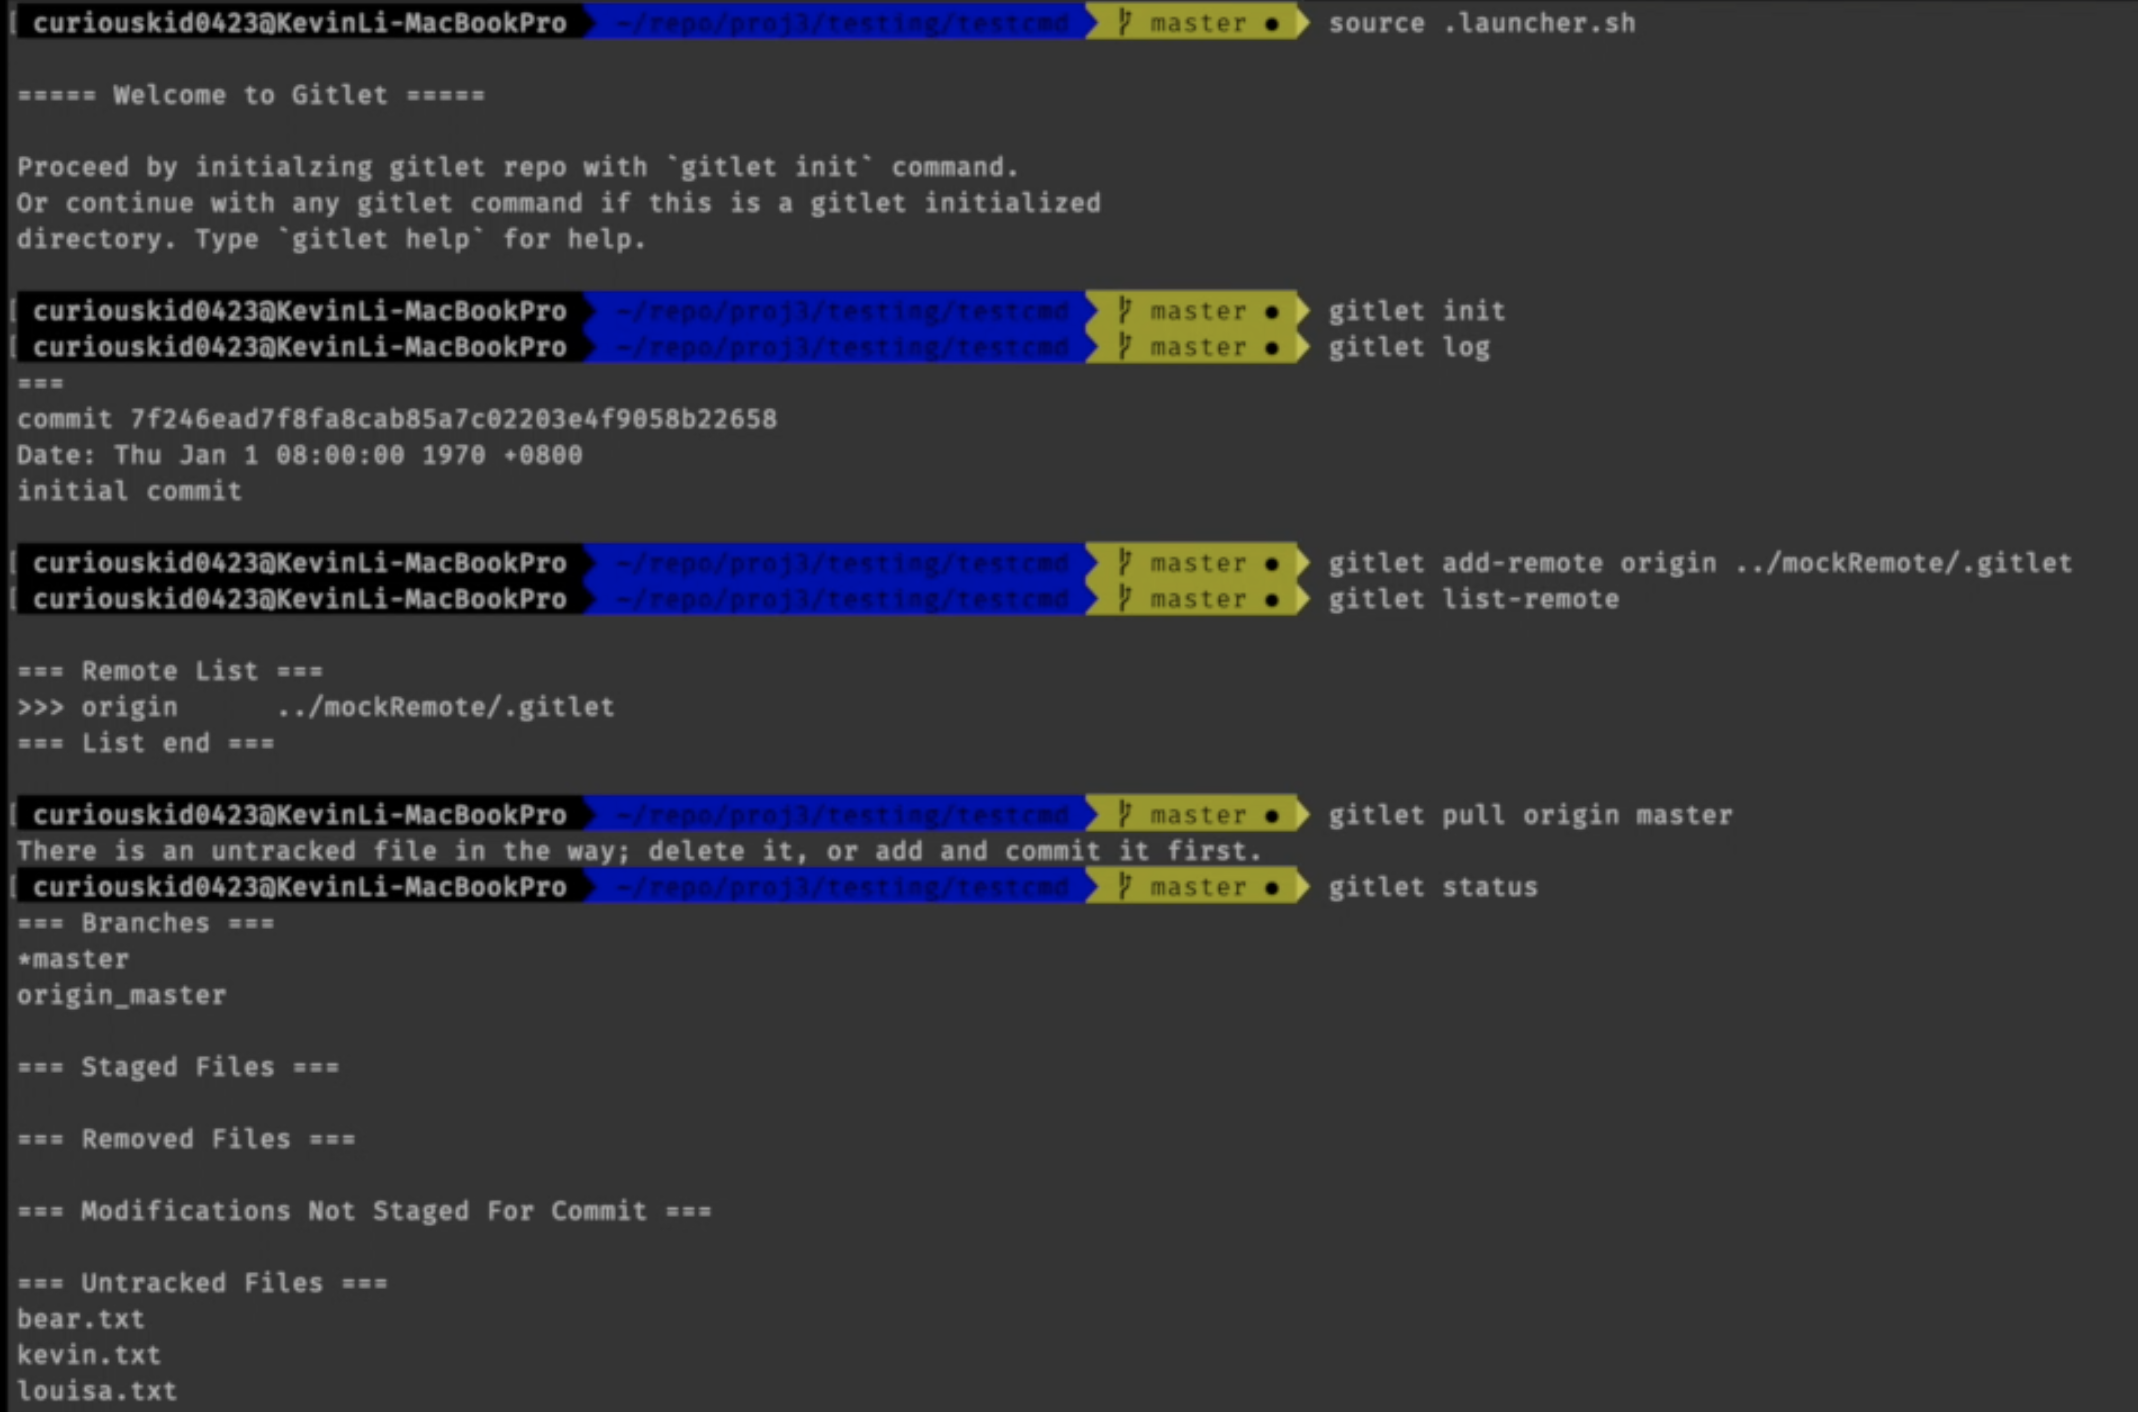 curiouskid0423@KevinLi-MacBookPro ~/repo/proj3/testing/testcmd master ● source .launcher.sh
===== Welcome to Gitlet =====
Proceed by initialzing gitlet repo with `gitlet init` command.
Or continue with any gitlet command if this is a gitlet initialized
directory. Type `gitlet help` for help.
curiouskid0423@KevinLi-MacBookPro ~/repo/proj3/testing/testcmd master ● gitlet init
curiouskid0423@KevinLi-MacBookPro ~/repo/proj3/testing/testcmd master ● gitlet log
===
commit 7f246ead7f8fa8cab85a7c02203e4f9058b22658
Date: Thu Jan 1 08:00:00 1970 +0800
initial commit
curiouskid0423@KevinLi-MacBookPro ~/repo/proj3/testing/testcmd master ● gitlet add-remote origin ../mockRemote/.gitlet
curiouskid0423@KevinLi-MacBookPro ~/repo/proj3/testing/testcmd master ● gitlet list-remote
=== Remote List ===
>>> origin ../mockRemote/.gitlet
=== List end ===
curiouskid0423@KevinLi-MacBookPro ~/repo/proj3/testing/testcmd master ● gitlet pull origin master
There is an untracked file in the way; delete it, or add and commit it first.
curiouskid0423@KevinLi-MacBookPro ~/repo/proj3/testing/testcmd master ● gitlet status
=== Branches ===
*master
origin_master
=== Staged Files ===
=== Removed Files ===
=== Modifications Not Staged For Commit ===
=== Untracked Files ===
bear.txt
kevin.txt
louisa.txt